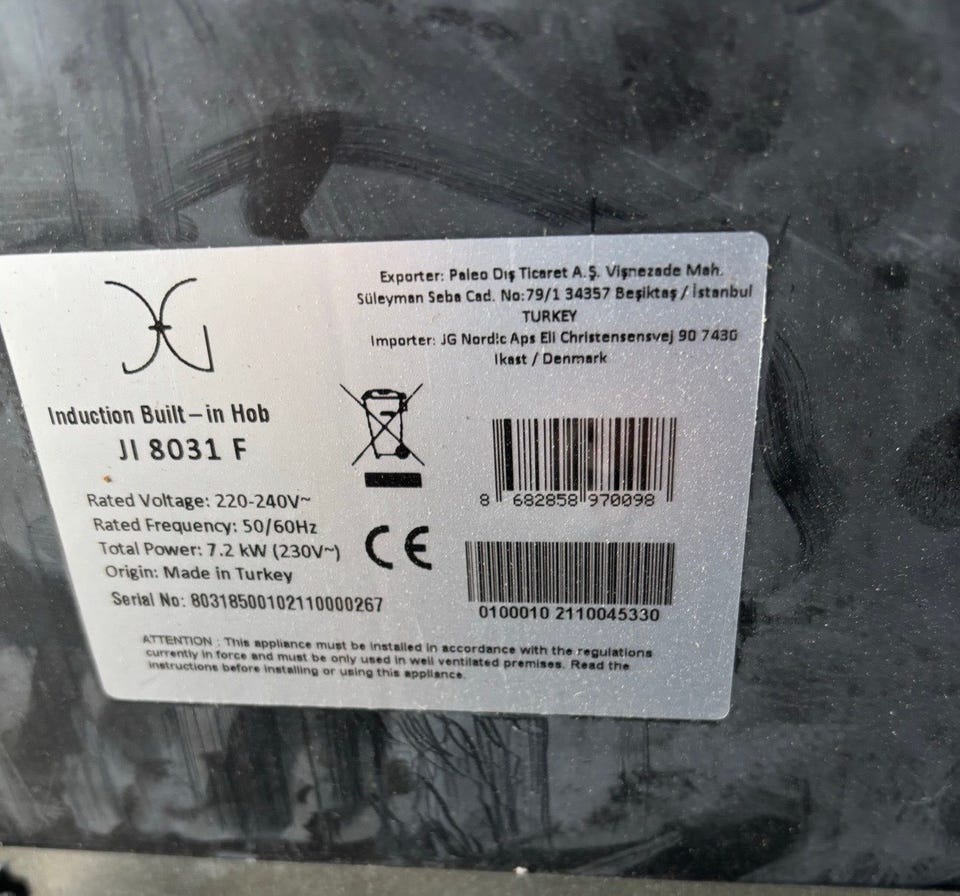 Exporter: Paleo Dış Ticaret A.Ş. Vişnezade Mah.
Süleyman Seba Cad. No:79/1 34357 Beşiktaş / İstanbul
TURKEY
Importer: JG Nordic Aps Eli Christensensvej 90 7430
Ikast / Denmark
Induction Built-in Hob
JI 8031 F
Rated Voltage: 220-240V~
Rated Frequency: 50/60Hz
Total Power: 7.2 kW (230V~)
Origin: Made in Turkey
Serial No: 80318500102110000267
CE
8 682858 970098
0100010 2110045330
ATTENTION : This appliance must be installed in accordance with the regulations
currently in force and must be only used in well ventilated premises. Read the
instructions before installing or using this appliance.